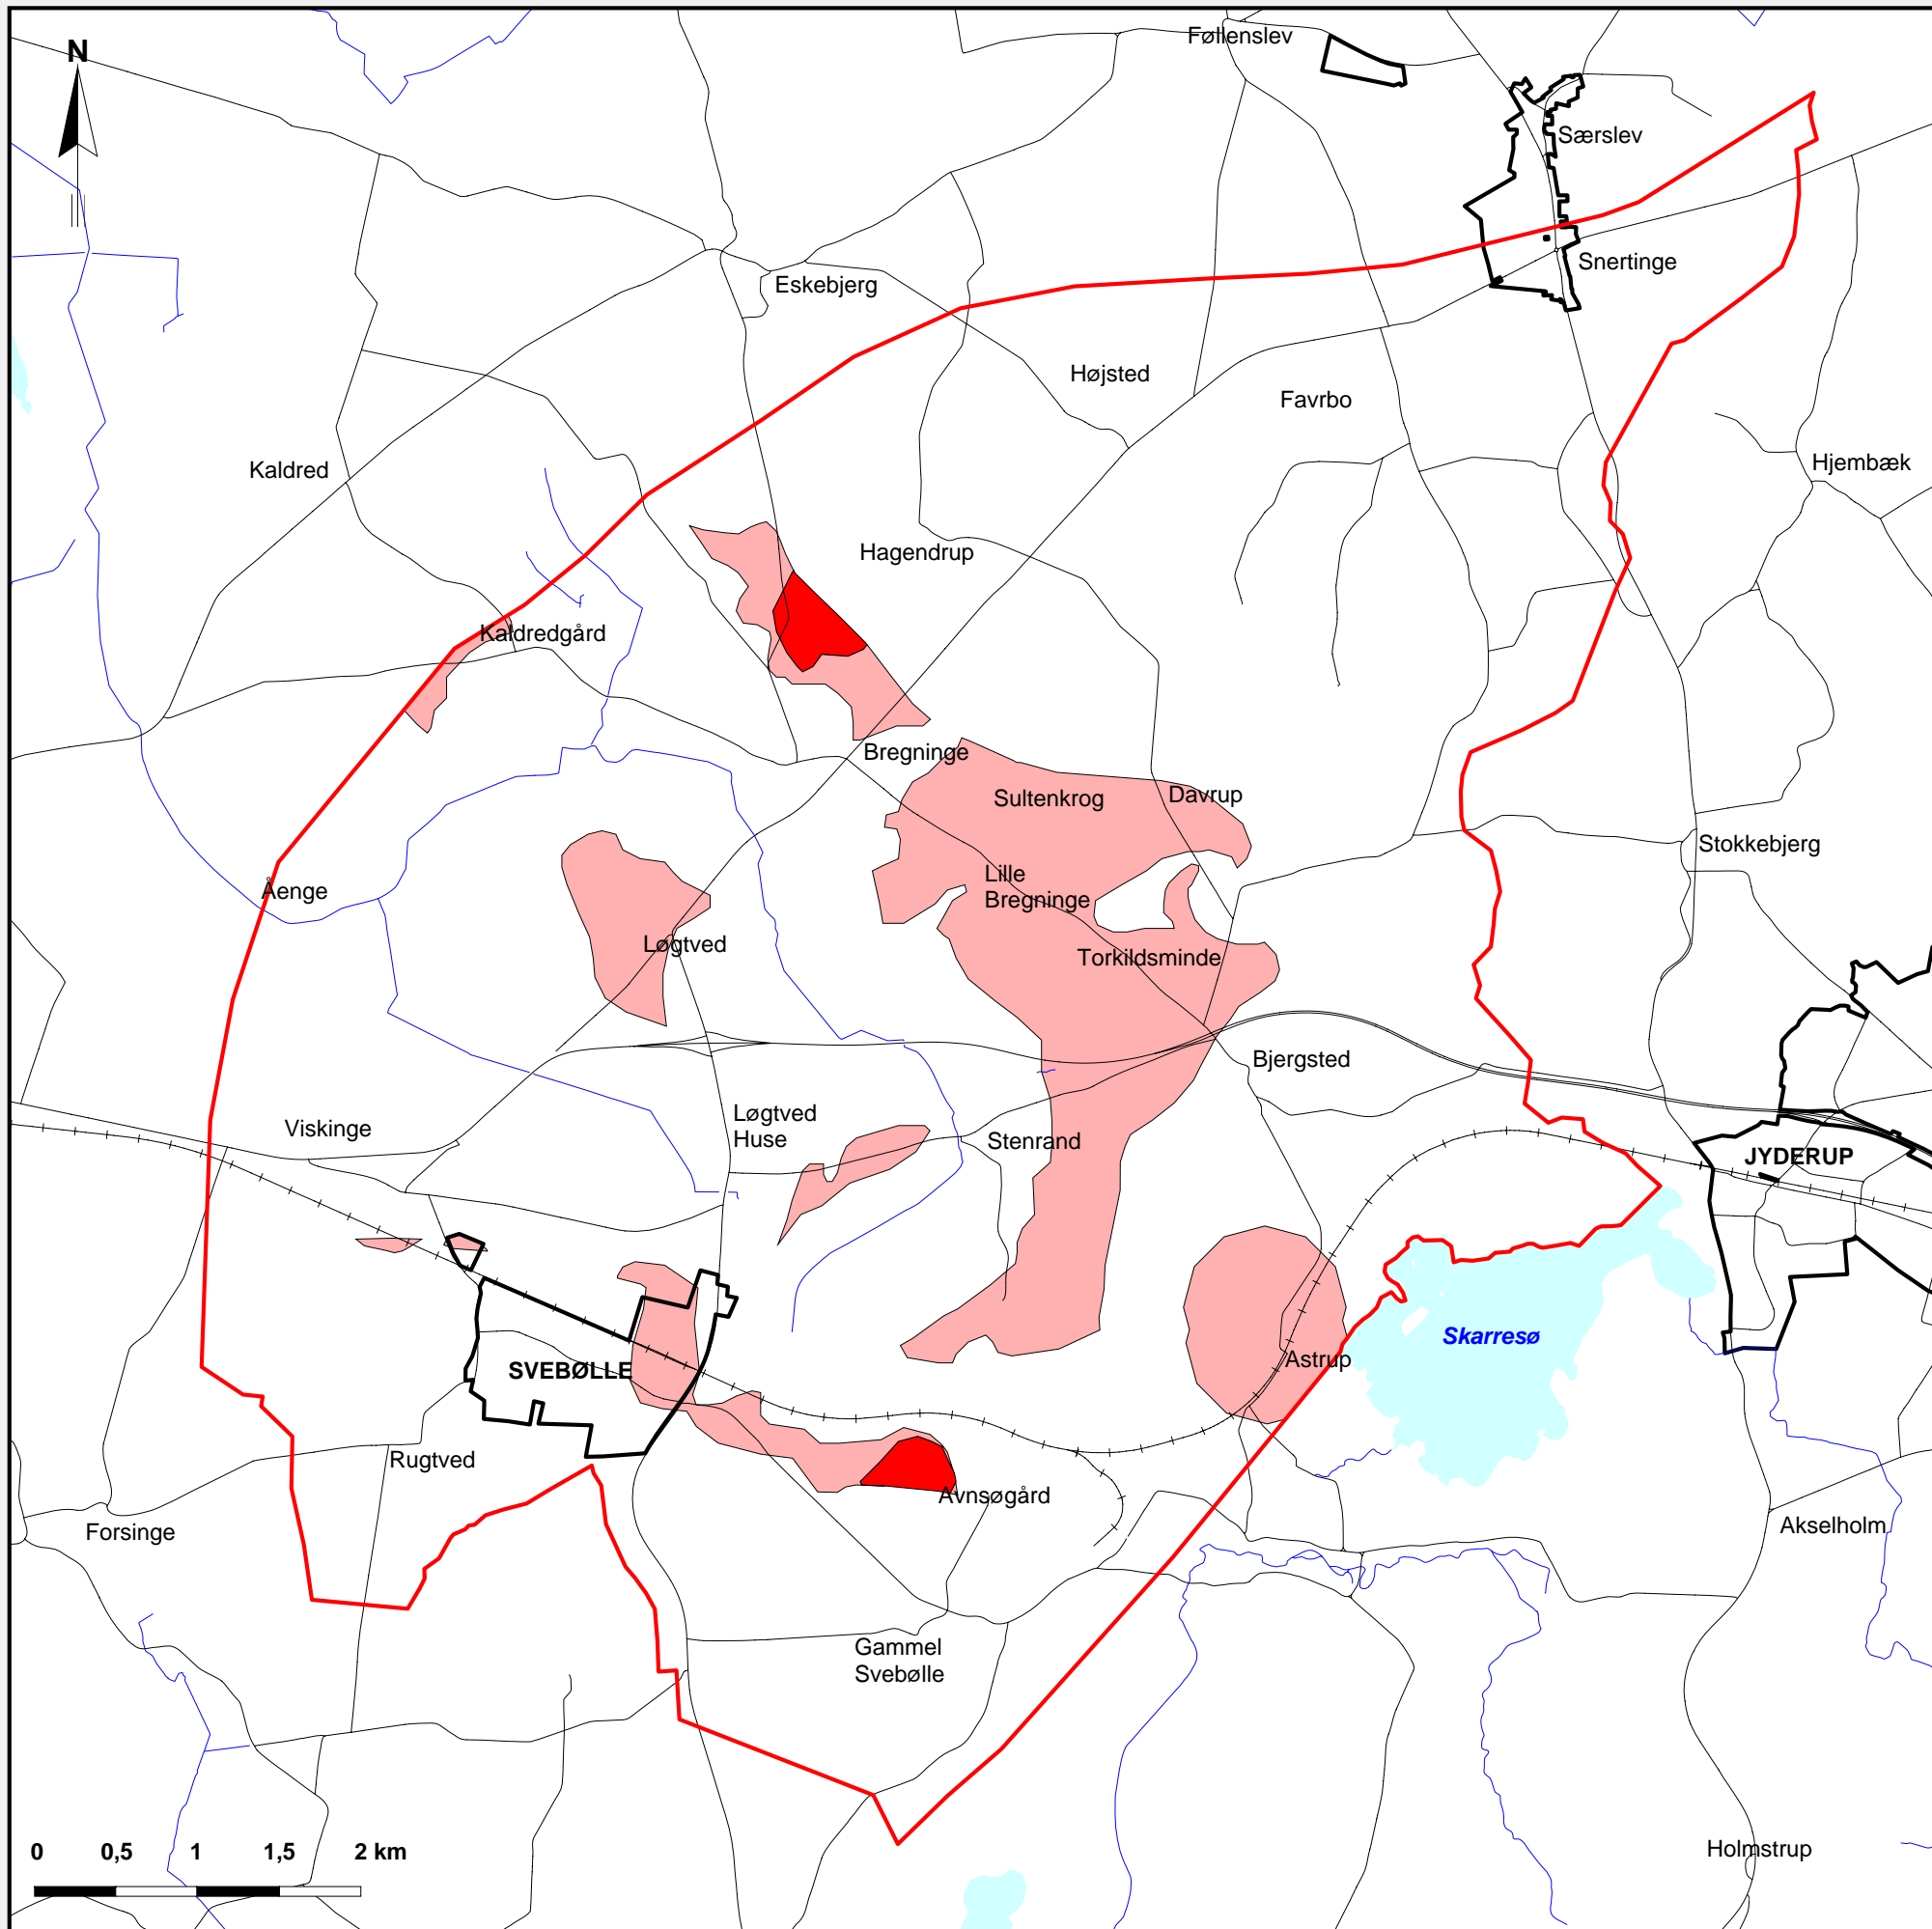 Føllenslev
N
Særslev
Snertinge
Eskebjerg
Højsted
Favrbo
Kaldred
Hjembæk
Hagendrup
Kaldredgård
Bregninge
Sultenkrog
Davrup
Stokkebjerg
Lille
Bregninge
Åenge
Løgtved
Torkildsminde
Bjergsted
Løgtved
Huse
Viskinge
Stenrand
JYDERUP
Skarresø
Astrup
SVEBØLLE
Rugtved
Avnsøgård
Forsinge
Akselholm
Gammel
Svebølle
Holmstrup
0 0,5 1 1,5 2 km